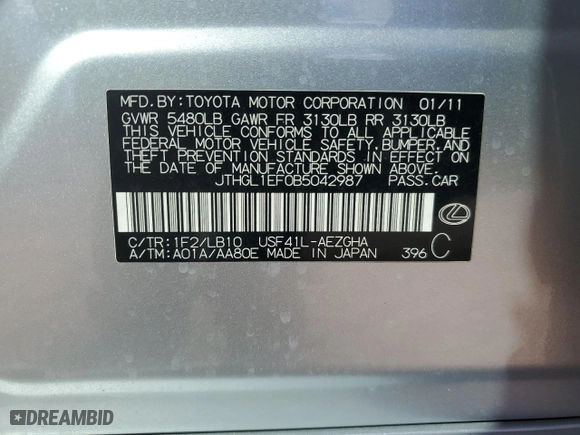 MFD.BY:TOYOTA MOTOR CORPORATION 01/11
GVWR 5480LB GAWR FR 3130LB RR 3130LB
THIS VEHICLE CONFORMS TO ALL APPLICABLE
FEDERAL MOTOR VEHICLE SAFETY,BUMPER,AND
THEFT PREVENTION STANDARDS IN EFFECT ON
THE DATE OF MANUFACTURE SHOWN ABOVE.
JTHGL1EF0B5042987 PASS.CAR
C/TR:1F2/LB10 USF41L-AEZGHA
A/TM:A01A/AA80E MADE IN JAPAN 396 C
DREAMBID